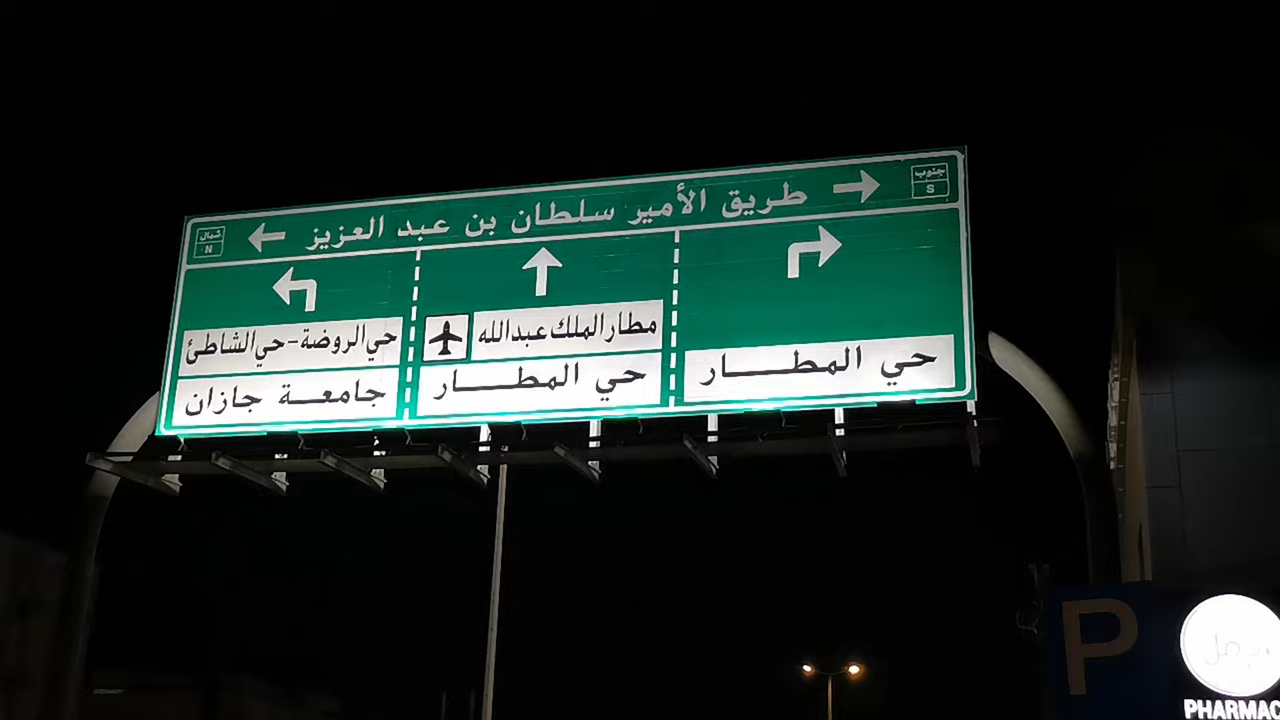 جنوب
S
طريق الأمير سلطان بن عبد العزيز
شمال
N
حي المطار
مطار الملك عبدالله
حي المطار
حي الروضة-حي الشاطئ
جامعة جازان
P
PHARMAC